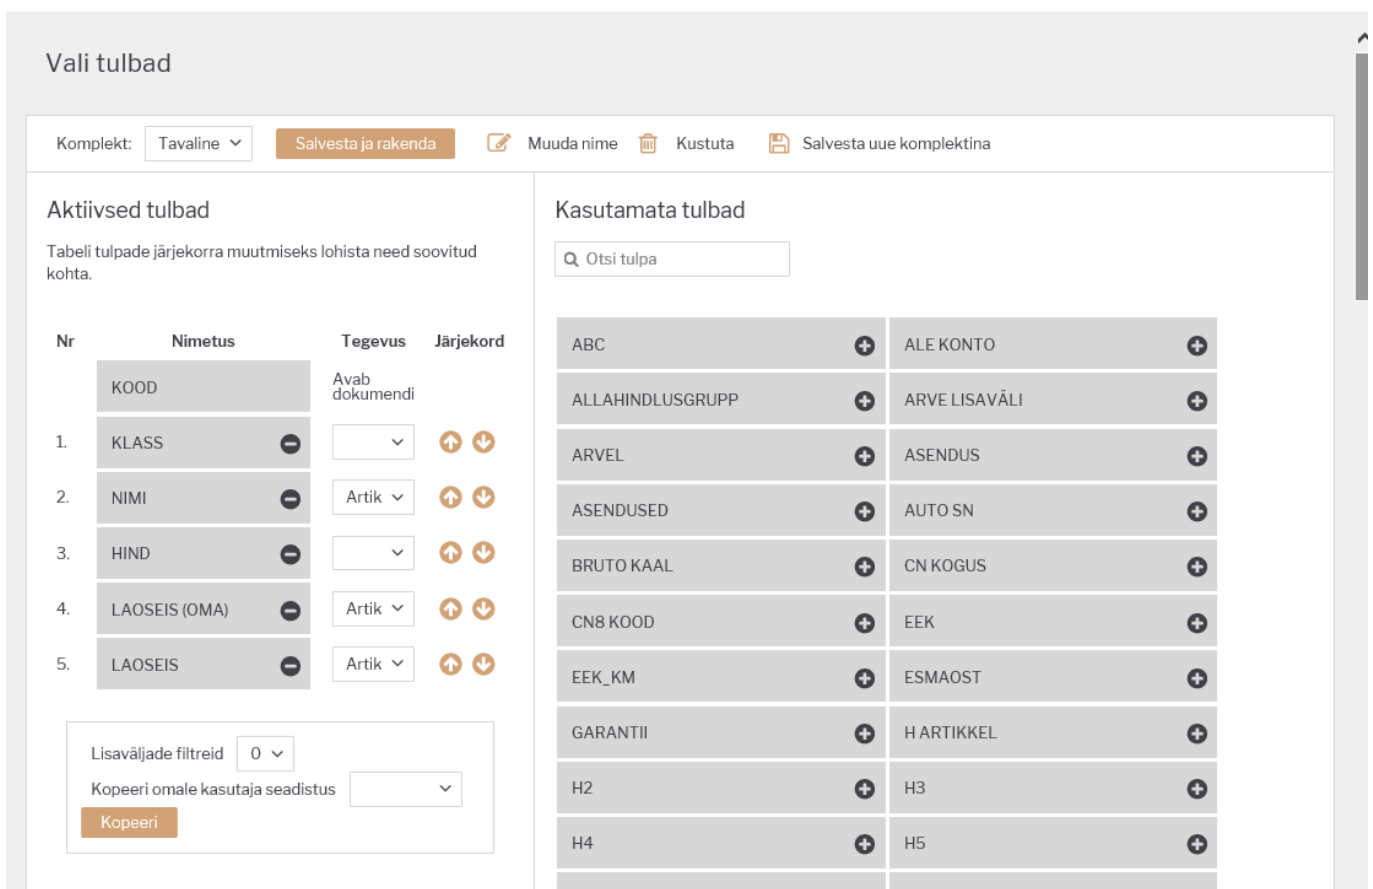 Vali tulbad
Komplekt: Tavaline Salvesta ja rakenda Muuda nime Kustuta Salvesta uue komplektina
Aktiivsed tulbad
Tabeli tulpade järjekorra muutmiseks lohista need soovitud
kohta.
Nr Nimetus Tegevus Järjekord
KOOD Avab
dokumendi
1. KLASS
2. NIMI Artik
3. HIND
4. LAOSEIS (OMA) Artik
5. LAOSEIS Artik
Lisaväljade filtreid 0
Kopeeri omale kasutaja seadistus
Kopeeri
Kasutamata tulbad
Otsi tulpa
ABC ALE KONTO
ALLAHINDLUSGRUPP ARVE LISAVÄLI
ARVEL ASENDUS
ASENDUSED AUTO SN
BRUTO KAAL CN KOGUS
CN8 KOOD EEK
EEK_KM ESMAOST
GARANTII H ARTIKKEL
H2 H3
H4 H5